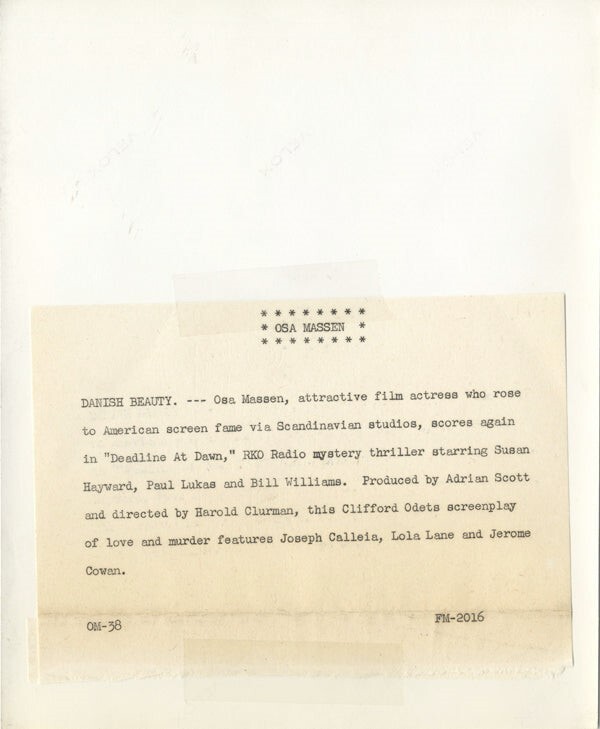 VELOX
VELOX
VELOX
* * * * * * * *
* OSA MASSEN *
* * * * * * * *
DANISH BEAUTY. --- Osa Massen, attractive film actress who rose
to American screen fame via Scandinavian studios, scores again
in "Deadline At Dawn," RKO Radio mystery thriller starring Susan
Hayward, Paul Lukas and Bill Williams. Produced by Adrian Scott
and directed by Harold Clurman, this Clifford Odets screenplay
of love and murder features Joseph Calleia, Lola Lane and Jerome
Cowan.
OM-38 FM-2016